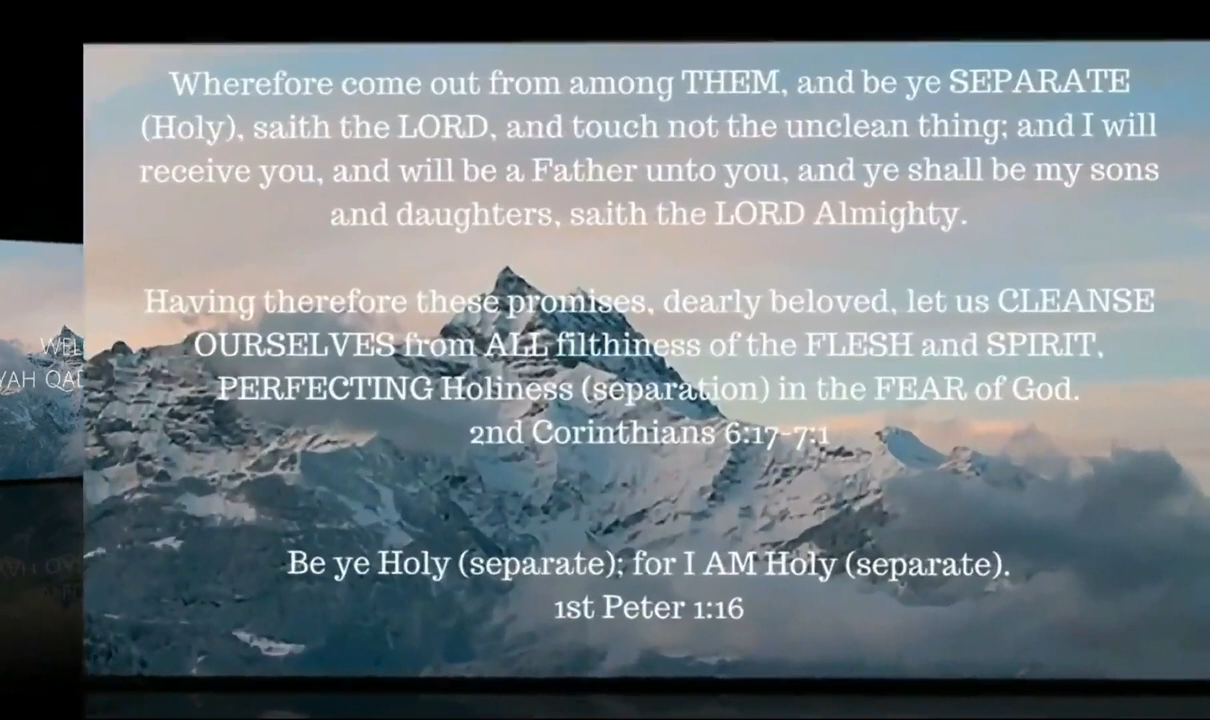 Wherefore come out from among THEM, and be ye SEPARATE
(Holy), saith the LORD, and touch not the unclean thing; and I will
receive you, and will be a Father unto you, and ye shall be my sons
and daughters, saith the LORD Almighty.
Having therefore these promises, dearly beloved, let us CLEANSE
OURSELVES from ALL filthiness of the FLESH and SPIRIT,
PERFECTING Holiness (separation) in the FEAR of God.
2nd Corinthians 6:17-7:1
Be ye Holy (separate); for I AM Holy (separate).
1st Peter 1:16